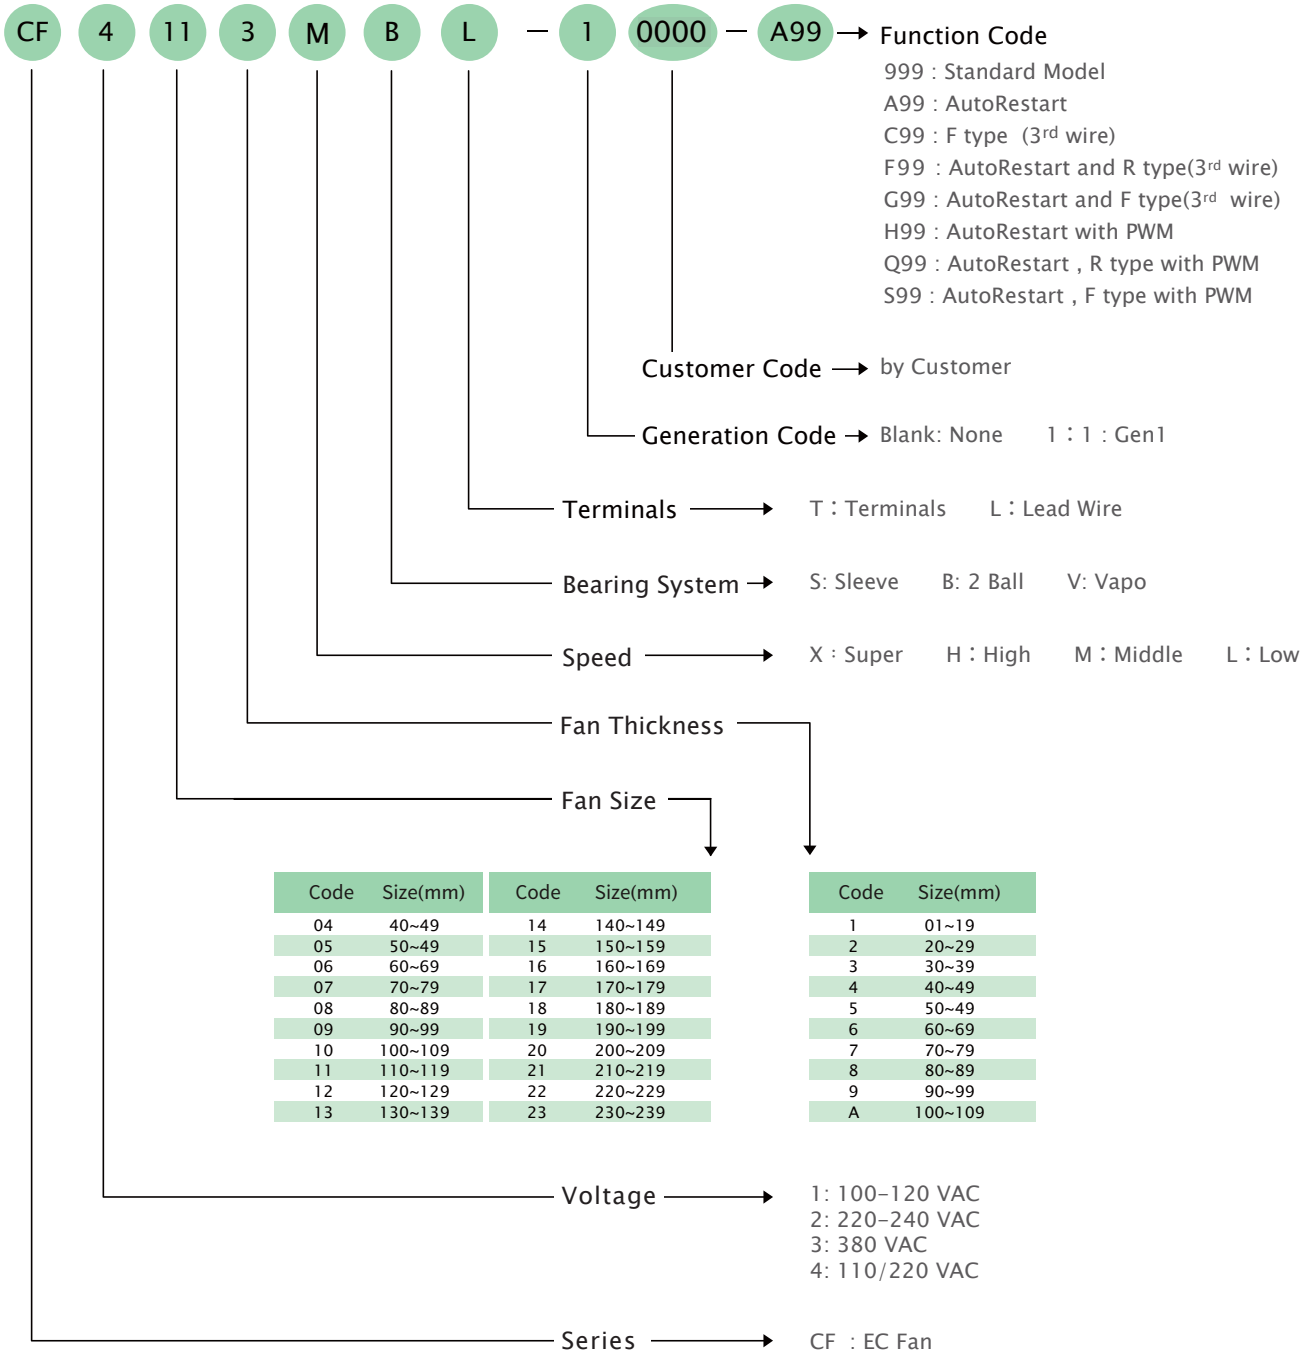 CF 4 11 3 M B L – 1 0000 – A99 Function Code
999 : Standard Model
A99 : AutoRestart
C99 : F type (3rd wire)
F99 : AutoRestart and R type(3rd wire)
G99 : AutoRestart and F type(3rd wire)
H99 : AutoRestart with PWM
Q99 : AutoRestart , R type with PWM
S99 : AutoRestart , F type with PWM
Customer Code by Customer
Generation Code Blank: None 1：1 : Gen1
Terminals T：Terminals L：Lead Wire
Bearing System S: Sleeve B: 2 Ball V: Vapo
Speed X：Super H：High M：Middle L：Low
Fan Thickness
Fan Size
Code Size(mm) Code Size(mm) Code Size(mm)
04 40~49 14 140~149 1 01~19
05 50~49 15 150~159 2 20~29
06 60~69 16 160~169 3 30~39
07 70~79 17 170~179 4 40~49
08 80~89 18 180~189 5 50~49
09 90~99 19 190~199 6 60~69
10 100~109 20 200~209 7 70~79
11 110~119 21 210~219 8 80~89
12 120~129 22 220~229 9 90~99
13 130~139 23 230~239 A 100~109
Voltage 1: 100–120 VAC
2: 220–240 VAC
3: 380 VAC
4: 110/220 VAC
Series CF : EC Fan